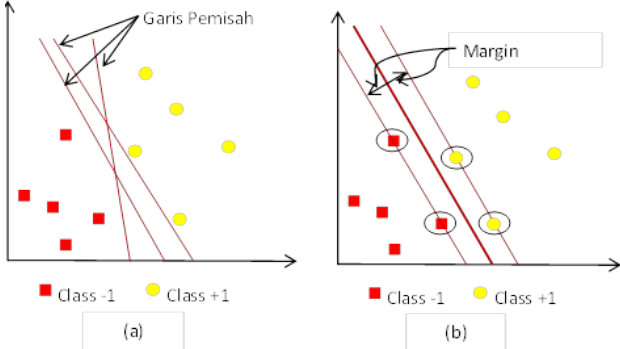 Garis Pemisah
Class -1
Class +1
(a)
Margin
Class -1
Class +1
(b)